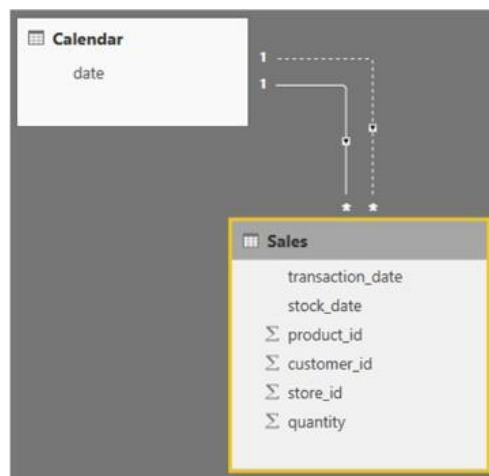 Calendar
date
1
1
* *
Sales
transaction_date
stock_date
Σ product_id
Σ customer_id
Σ store_id
Σ quantity